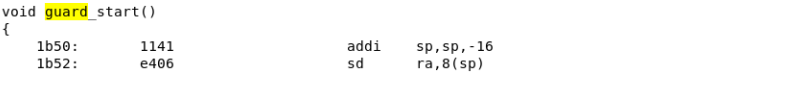 void guard_start()
{
1b50: 1141 addi sp,sp,-16
1b52: e406 sd ra,8(sp)